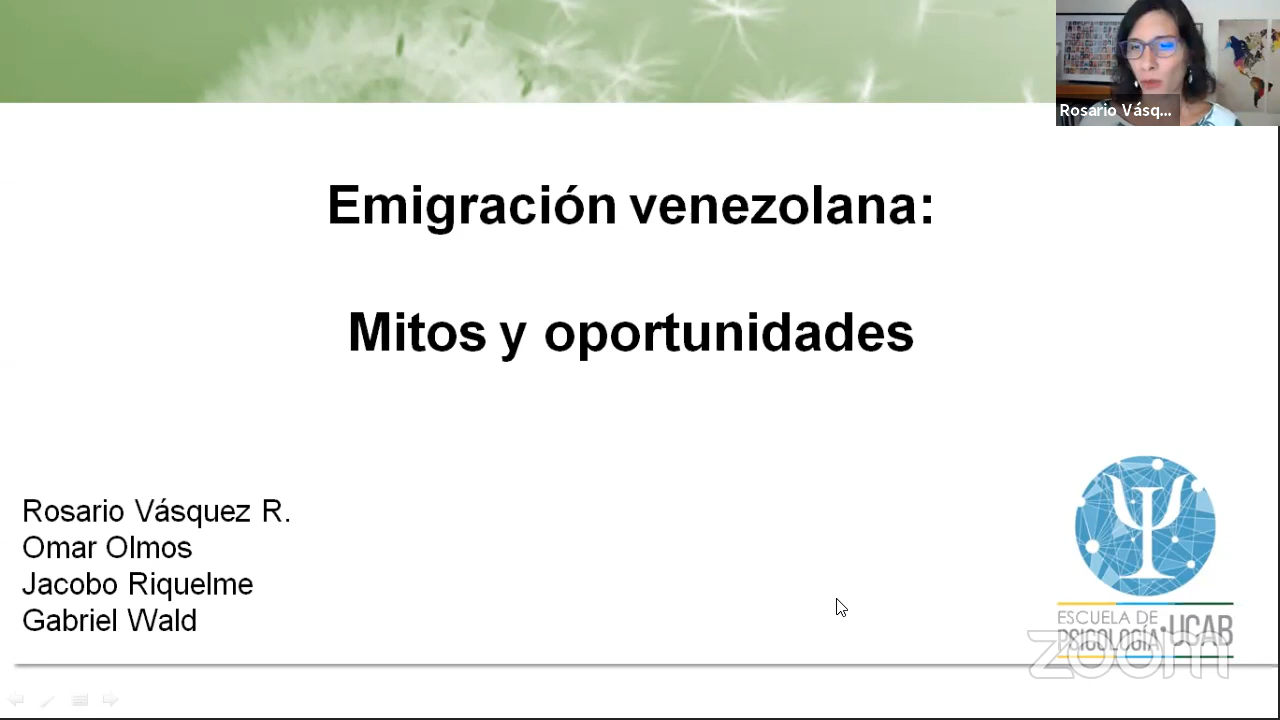 Rosario Vásq...
Emigración venezolana:
Mitos y oportunidades
Rosario Vásquez R.
Omar Olmos
Jacobo Riquelme
Gabriel Wald
ESCUELA DE
PSICOLOGÍA·UCAB
zoom